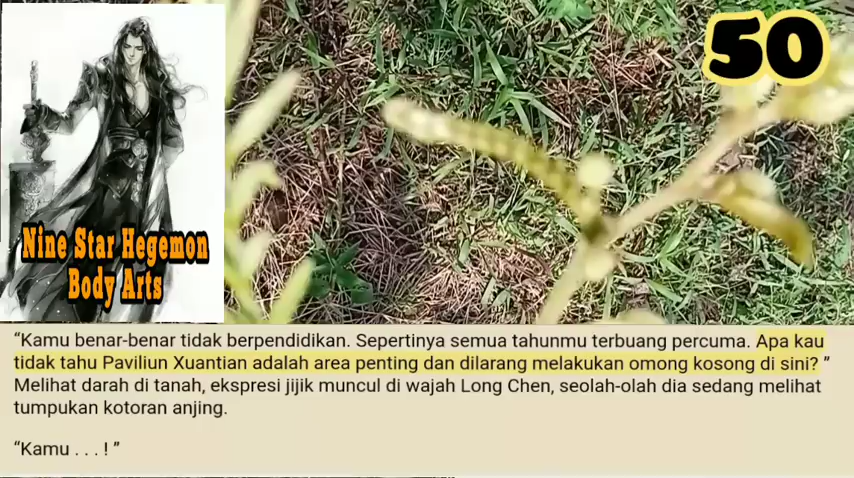 50
Nine Star Hegemon
Body Arts
“Kamu benar-benar tidak berpendidikan. Sepertinya semua tahunmu terbuang percuma. Apa kau
tidak tahu Paviliun Xuantian adalah area penting dan dilarang melakukan omong kosong di sini? ”
Melihat darah di tanah, ekspresi jijik muncul di wajah Long Chen, seolah-olah dia sedang melihat
tumpukan kotoran anjing.
“Kamu . . . ! ”